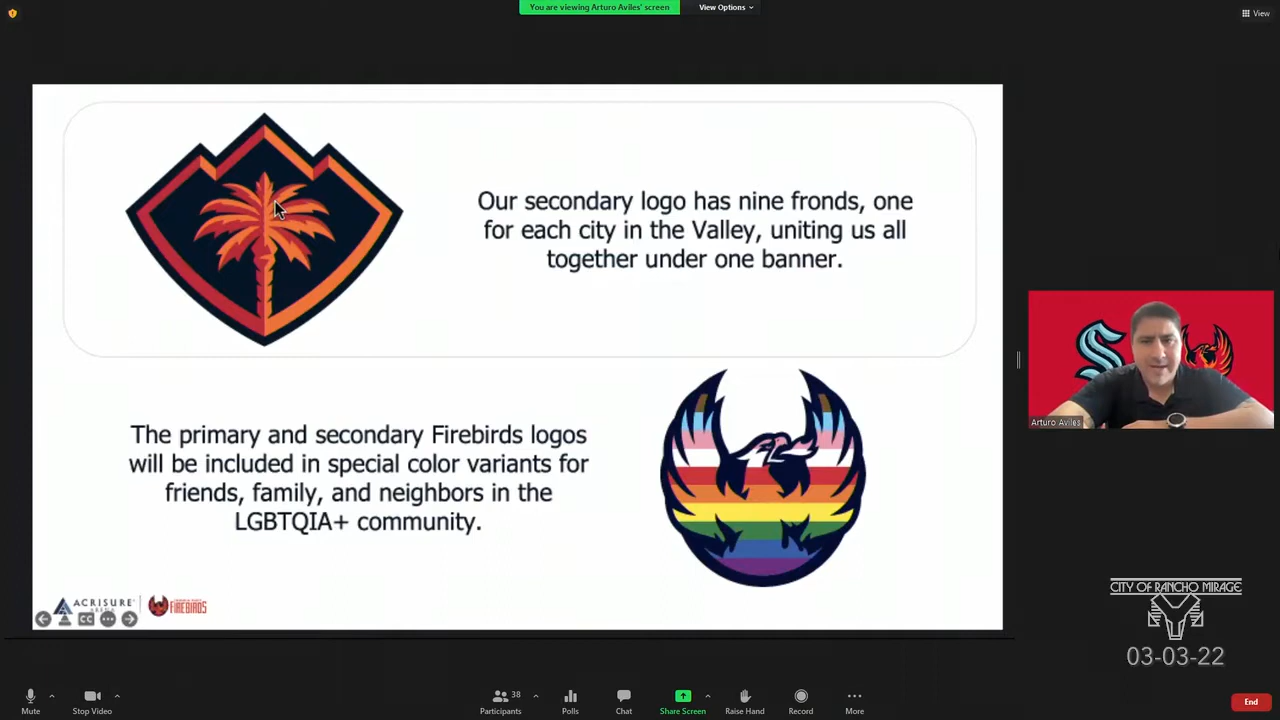 You are viewing Arturo Aviles' screen
View Options
View
Our secondary logo has nine fronds, one
for each city in the Valley, uniting us all
together under one banner.
The primary and secondary Firebirds logos
will be included in special color variants for
friends, family, and neighbors in the
LGBTQIA+ community.
ACRISURE
FIREBIRDS
CC
Arturo Aviles
CITY OF RANCHO MIRAGE
03-03-22
Mute
Stop Video
38
Participants
Polls
Chat
Share Screen
Raise Hand
Record
More
End